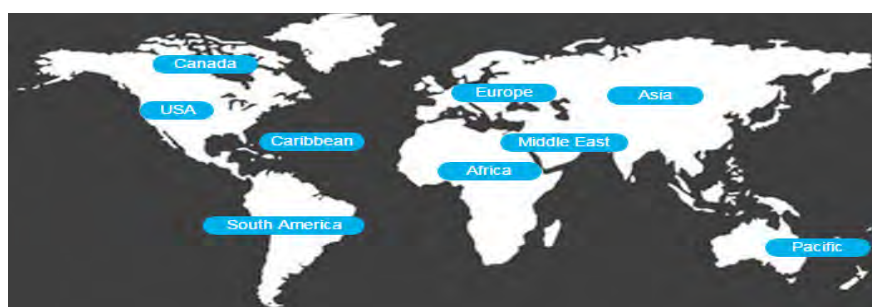 Canada
Europe
Asia
USA
Caribbean
Middle East
Africa
South America
Pacific